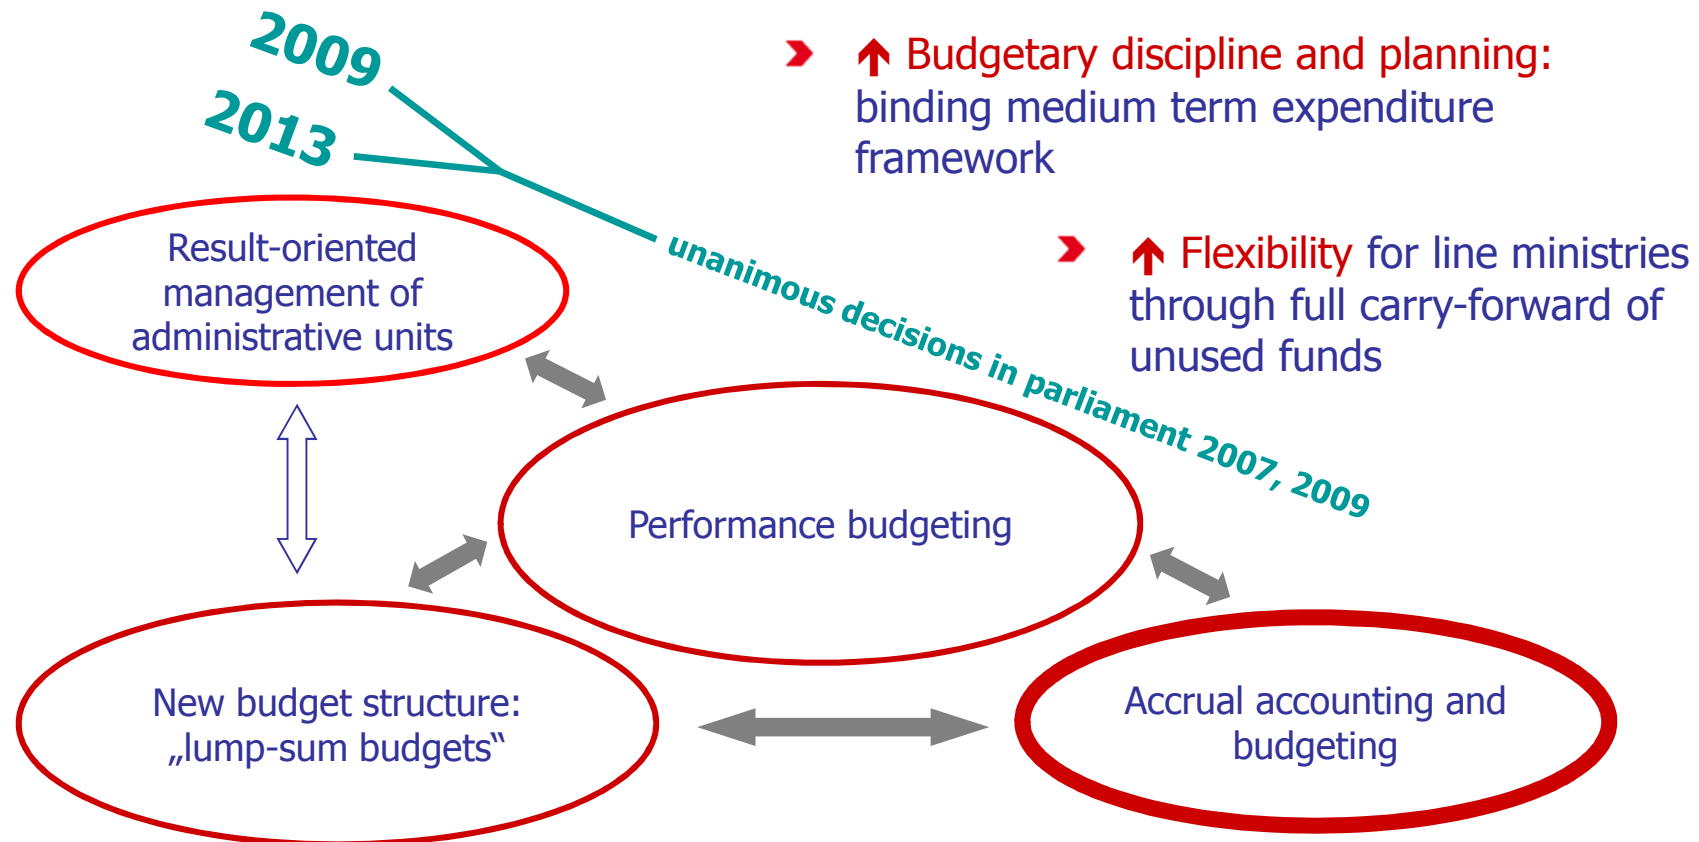 2009
2013
↑ Budgetary discipline and planning:
binding medium term expenditure
framework
↑ Flexibility for line ministries
through full carry-forward of
unused funds
unanimous decisions in parliament 2007, 2009
Result-oriented
management of
administrative units
Performance budgeting
New budget structure:
„lump-sum budgets“
Accrual accounting and
budgeting